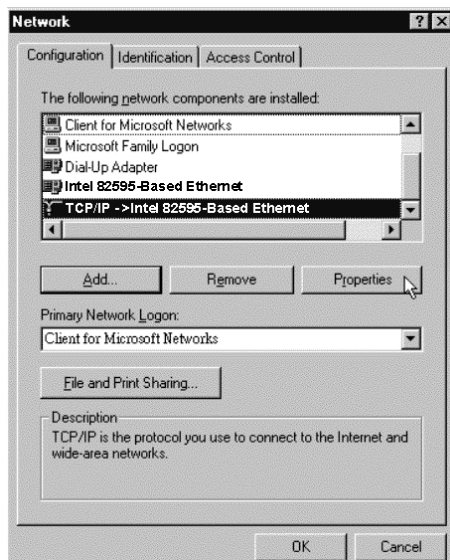 Network
Configuration Identification Access Control
The following network components are installed:
Client for Microsoft Networks
Microsoft Family Logon
Dial-Up Adapter
Intel 82595-Based Ethernet
TCP/IP ->Intel 82595-Based Ethernet
Add... Remove Properties
Primary Network Logon:
Client for Microsoft Networks
File and Print Sharing...
Description
TCP/IP is the protocol you use to connect to the Internet and
wide-area networks.
OK Cancel